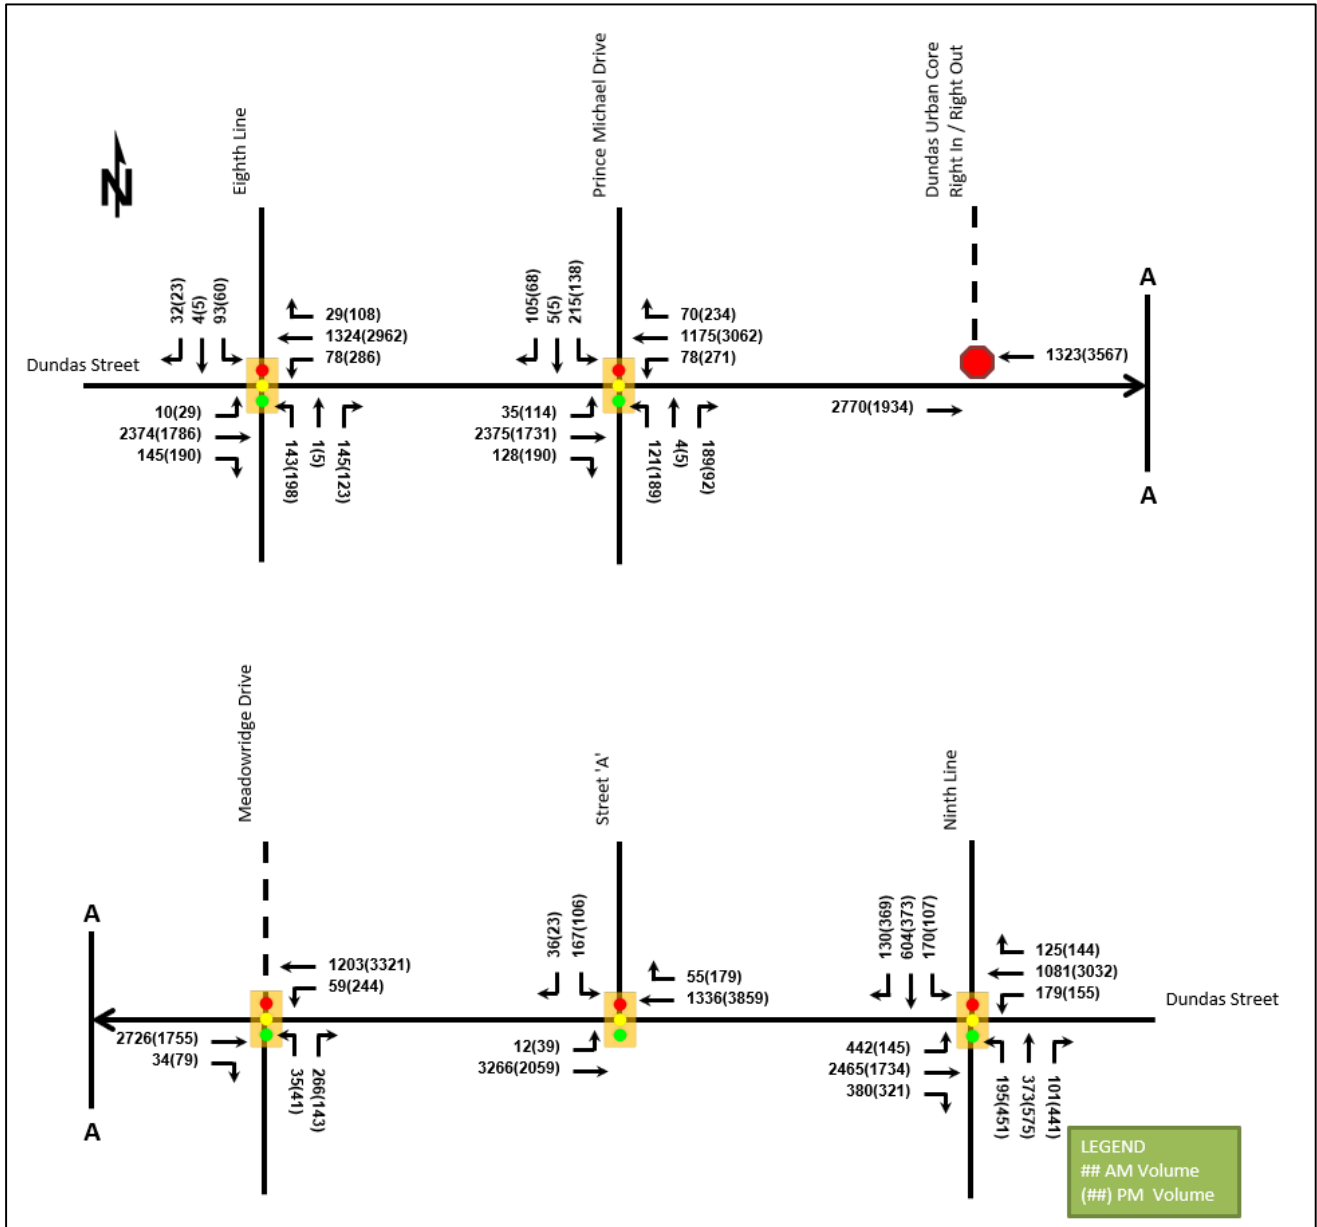 Eighth Line
Prince Michael Drive
Dundas Urban Core
Right In / Right Out
N
A
32(23)
4(5)
93(60)
29(108)
1324(2962)
78(286)
105(68)
5(5)
215(138)
70(234)
1175(3062)
78(271)
1323(3567)
Dundas Street
10(29)
2374(1786)
145(190)
143(198)
1(5)
145(123)
35(114)
2375(1731)
128(190)
121(189)
4(5)
189(92)
2770(1934)
A
Meadowridge Drive
Street 'A'
Ninth Line
A
1203(3321)
59(244)
36(23)
167(106)
55(179)
1336(3859)
130(369)
604(373)
170(107)
125(144)
1081(3032)
179(155)
Dundas Street
2726(1755)
34(79)
35(41)
266(143)
12(39)
3266(2059)
442(145)
2465(1734)
380(321)
195(451)
373(575)
101(441)
A
LEGEND
## AM Volume
(##) PM Volume